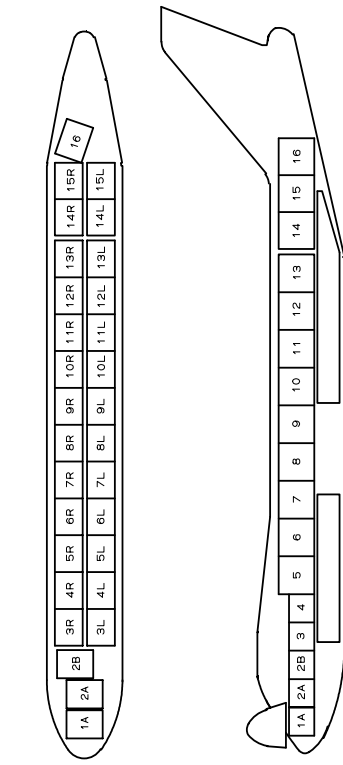 16
15R 15L
14R 14L
13R 13L
12R 12L
11R 11L
10R 10L
9R 9L
8R 8L
7R 7L
6R 6L
5R 5L
4R 4L
3R 3L
2B
2A
1A
16
15
14
13
12
11
10
9
8
7
6
5
4
3
2B
2A
1A